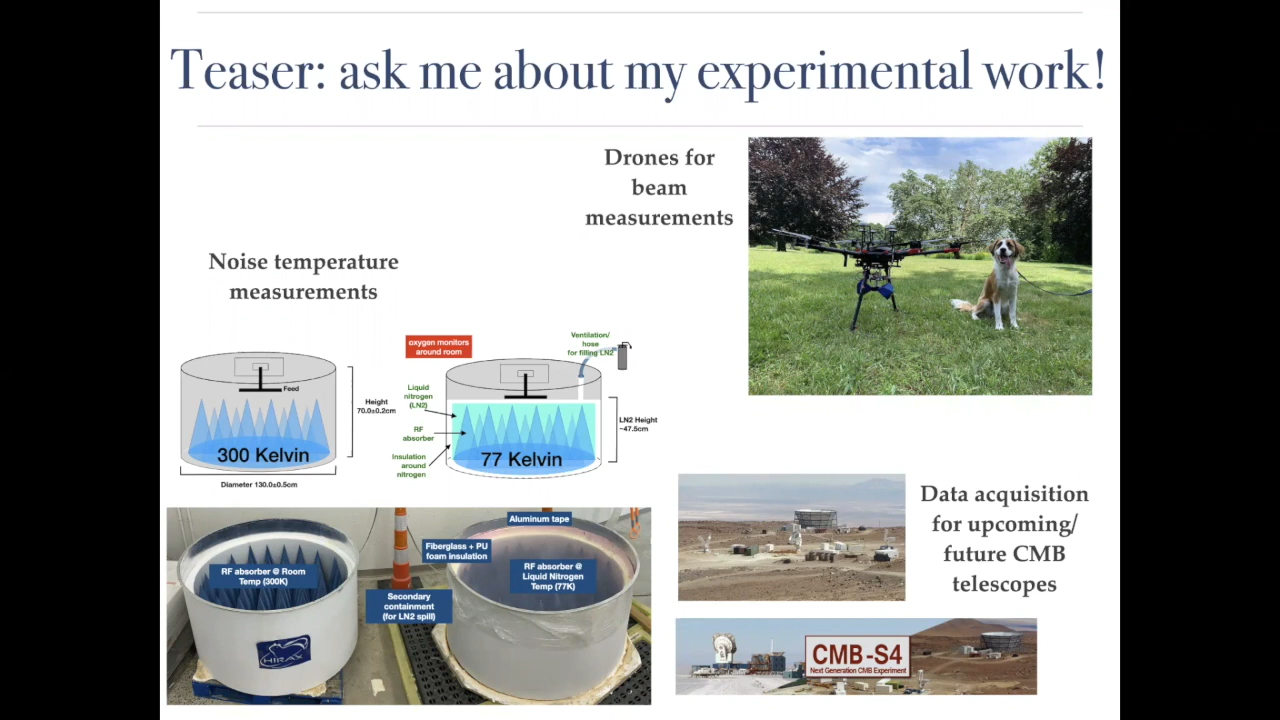 Teaser: ask me about my experimental work!
Drones for
beam
measurements
Noise temperature
measurements
Feed
Height
70.0±0.2cm
300 Kelvin
Diameter 130.0±0.5cm
oxygen monitors
around room
Ventilation/
hose
for filling LN2
Liquid
nitrogen
(LN2)
RF
absorber
Insulation
around
nitrogen
LN2 Height
~47.5cm
77 Kelvin
RF absorber @ Room
Temp (300K)
HIRAX
Secondary
containment
(for LN2 spill)
Fiberglass + PU
foam insulation
Aluminum tape
RF absorber @
Liquid Nitrogen
Temp (77K)
Data acquisition
for upcoming/
future CMB
telescopes
CMB-S4
Next Generation CMB Experiment